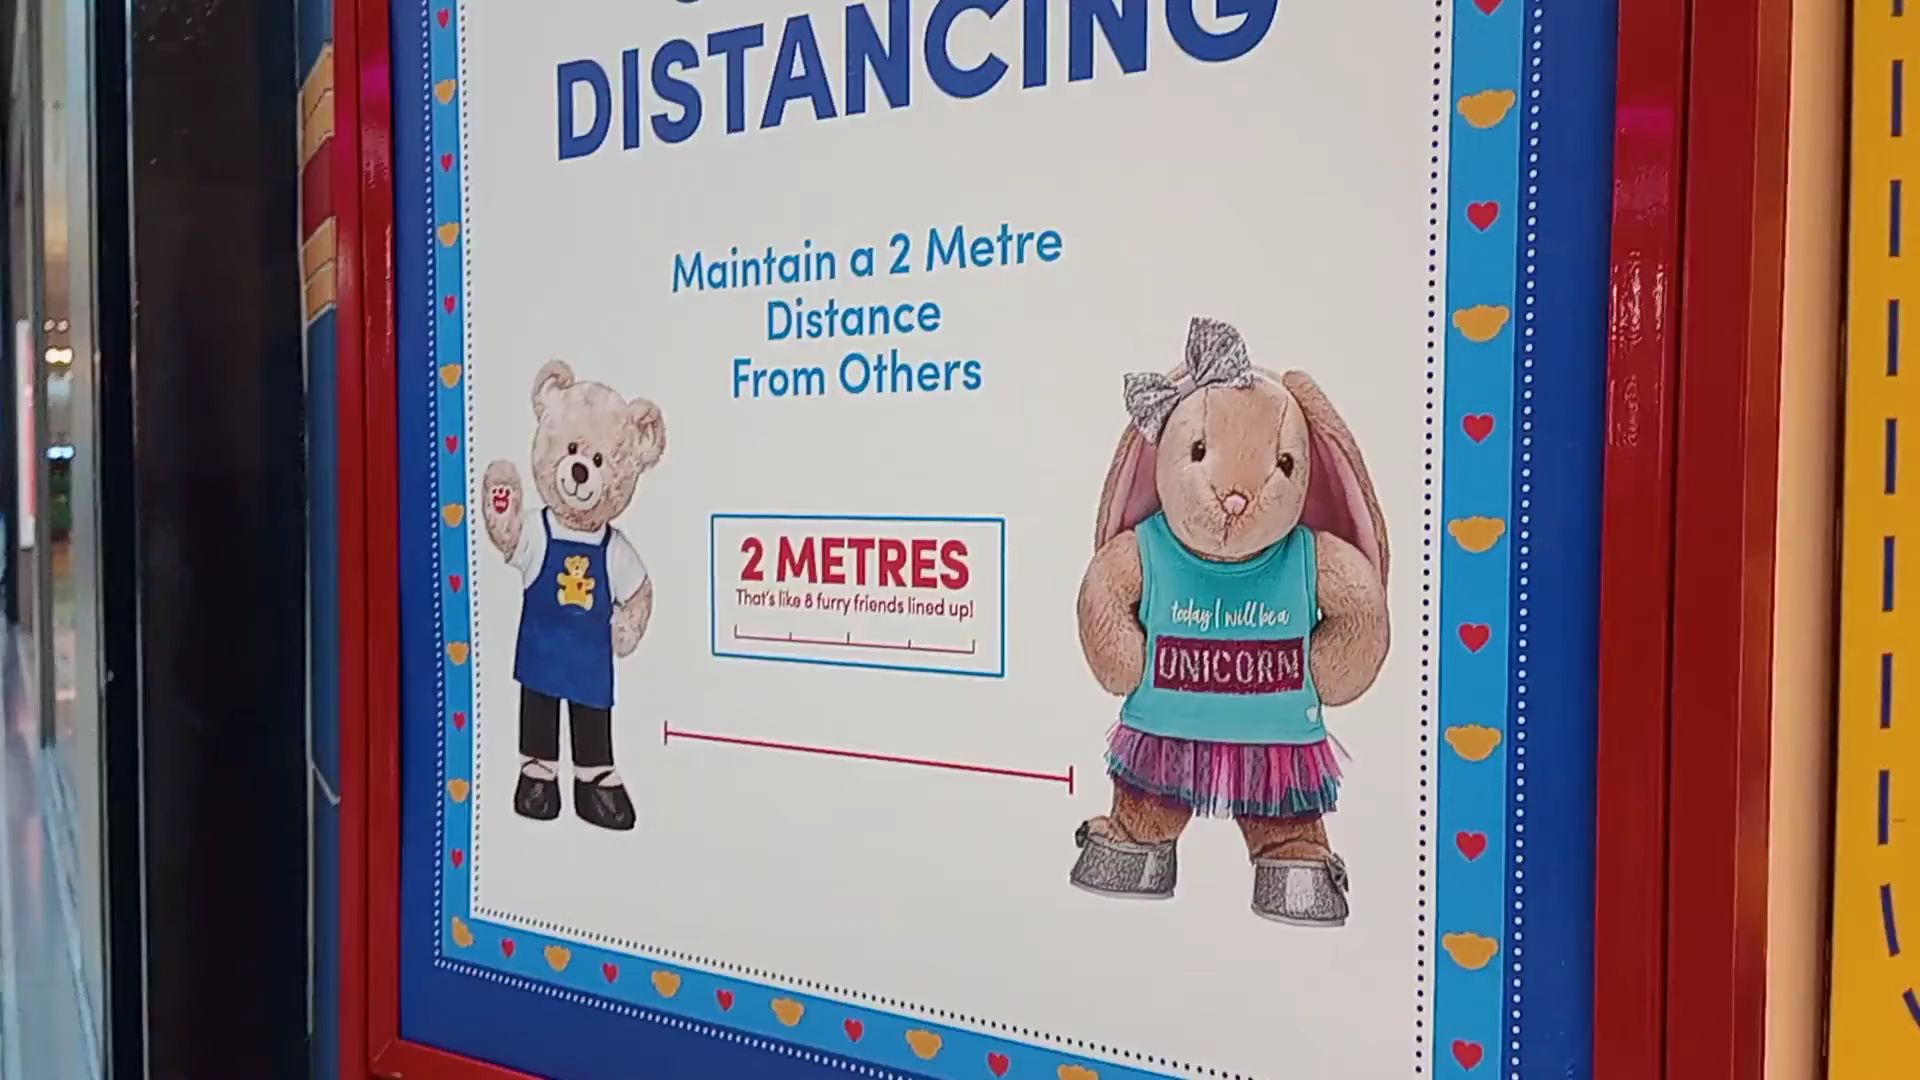 DISTANCING
Maintain a 2 Metre
Distance
From Others
2 METRES
That's like 8 furry friends lined up!
today I will be a
UNICORN